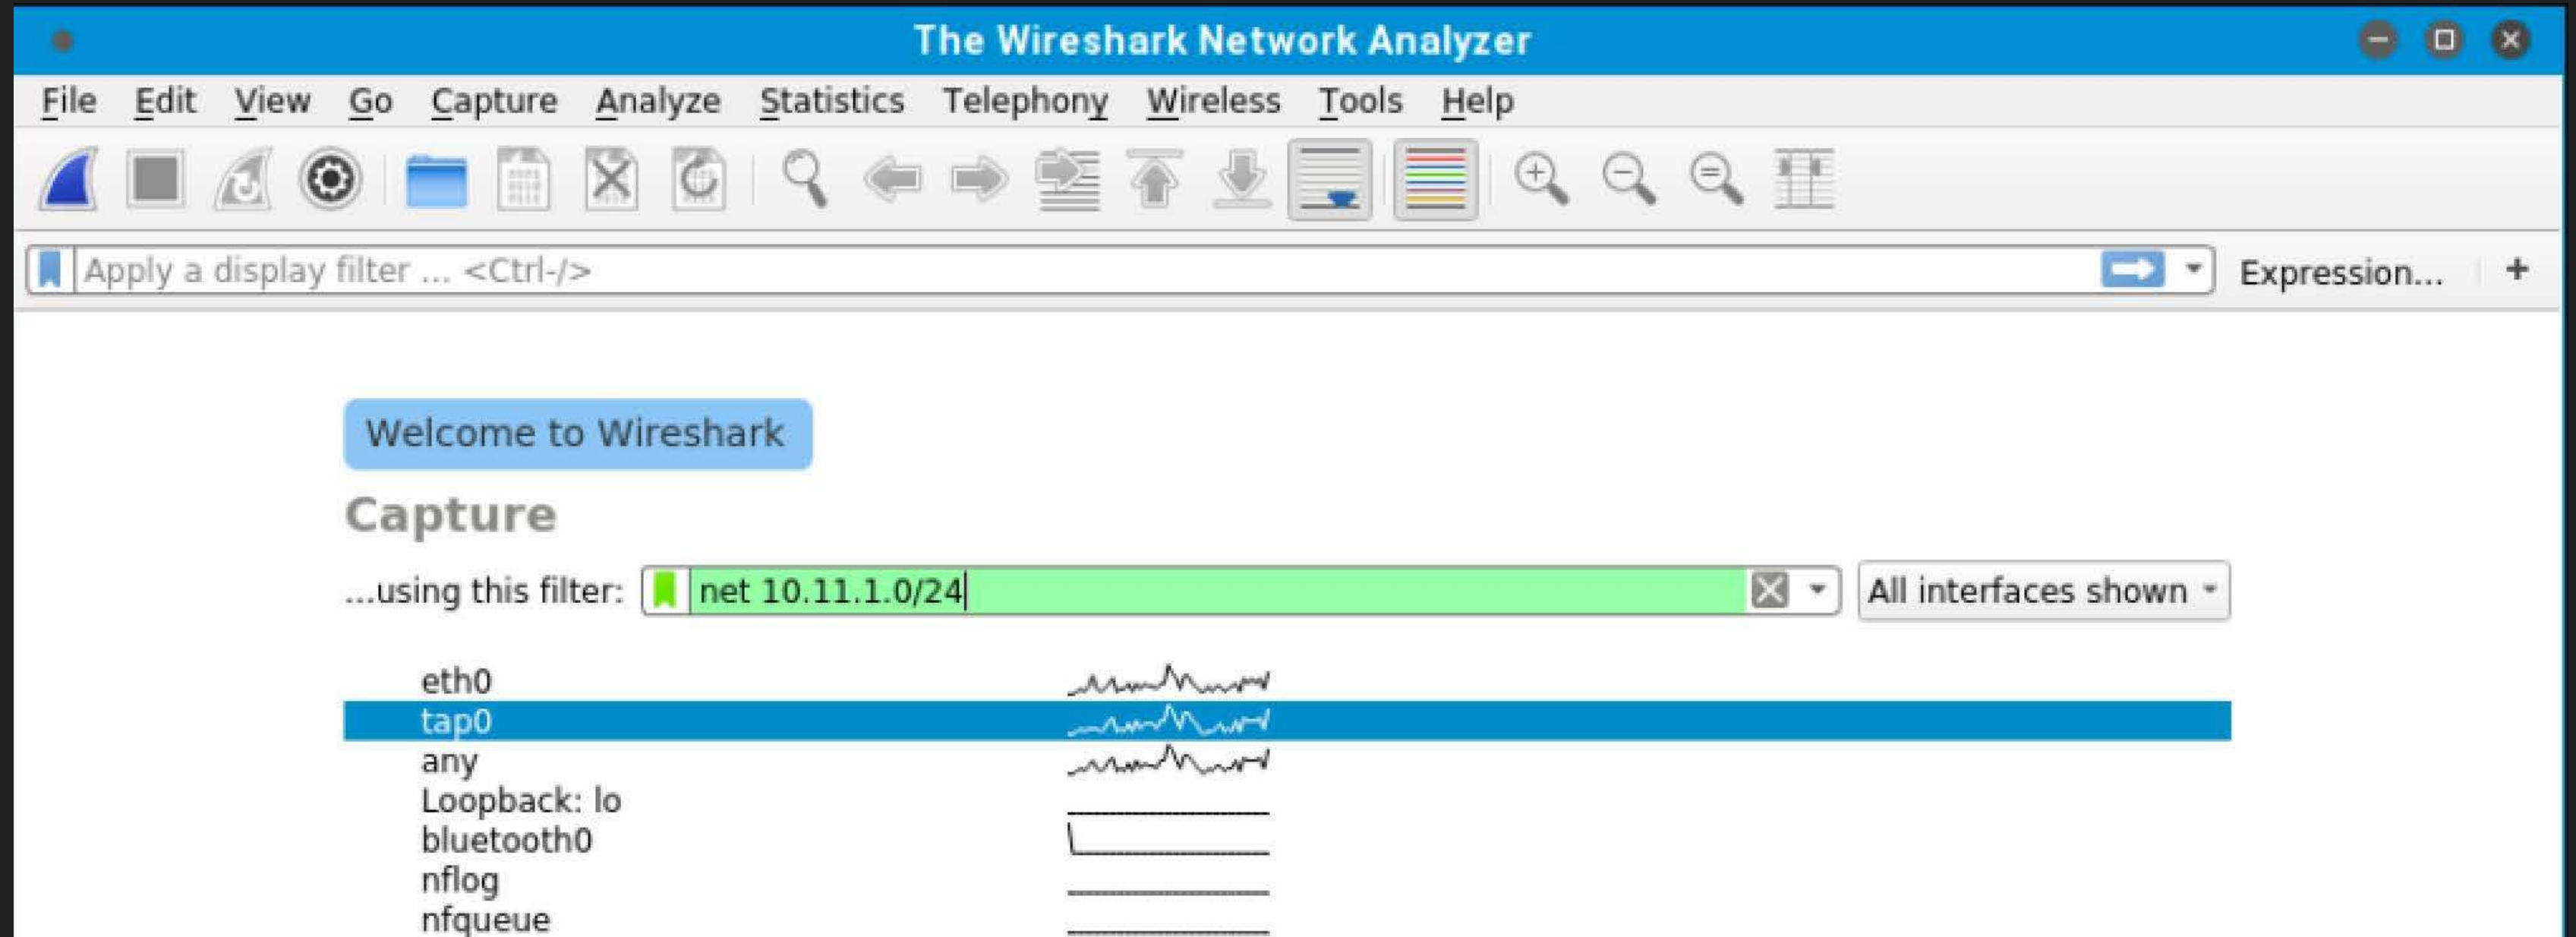 The Wireshark Network Analyzer
File Edit View Go Capture Analyze Statistics Telephony Wireless Tools Help
Apply a display filter ... <Ctrl-/> Expression... +
Welcome to Wireshark
Capture
...using this filter: net 10.11.1.0/24 All interfaces shown
eth0
tap0
any
Loopback: lo
bluetooth0
nflog
nfqueue